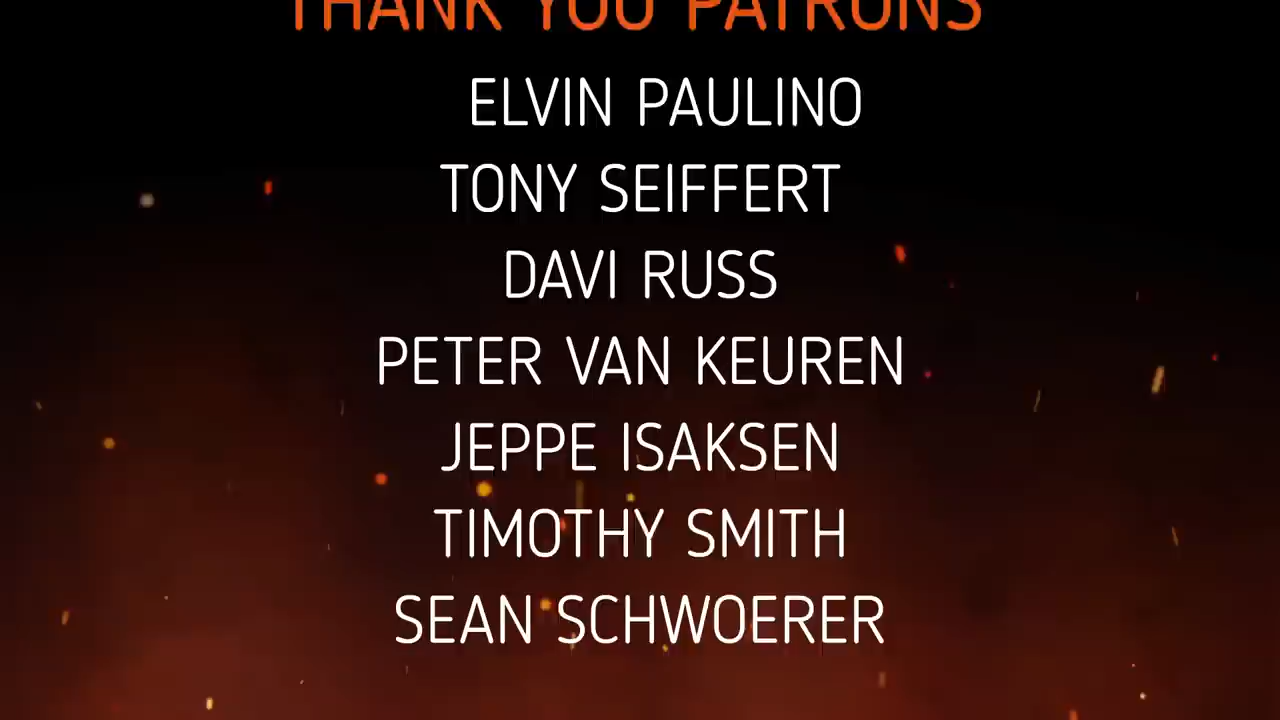 THANK YOU PATRONS
ELVIN PAULINO
TONY SEIFFERT
DAVI RUSS
PETER VAN KEUREN
JEPPE ISAKSEN
TIMOTHY SMITH
SEAN SCHWOERER